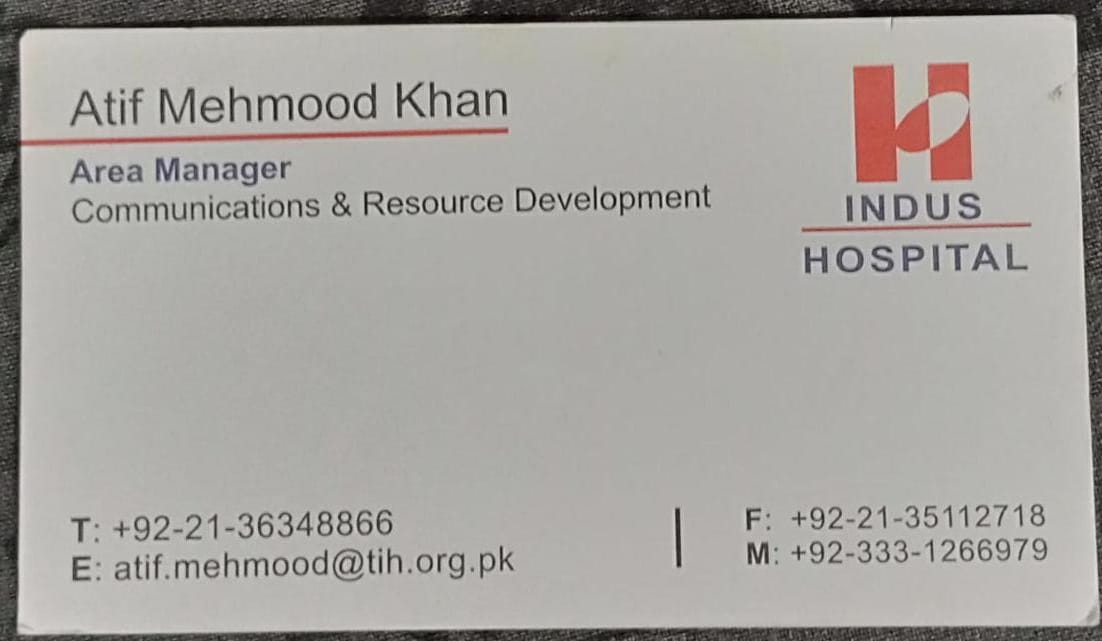 Atif Mehmood Khan
Area Manager
Communications & Resource Development
INDUS
HOSPITAL
T: +92-21-36348866
E: atif.mehmood@tih.org.pk
F: +92-21-35112718
M: +92-333-1266979